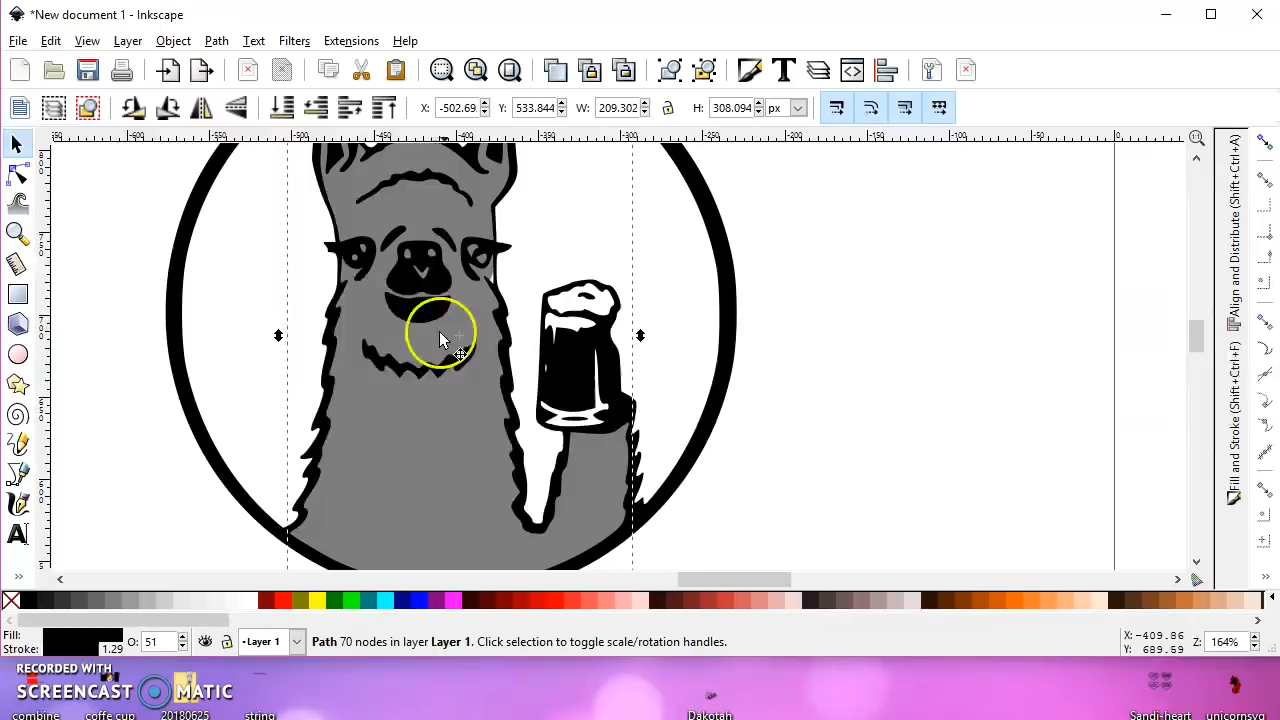 *New document 1 - Inkscape
File Edit View Layer Object Path Text Filters Extensions Help
X: -502.69 Y: 533.844 W: 209.302 H: 308.094 px
Align and Distribute (Shift+Ctrl+A)
Fill and Stroke (Shift+Ctrl+F)
Fill:
Stroke: 1.29 O: 51 Layer 1 Path 70 nodes in layer Layer 1. Click selection to toggle scale/rotation handles. X: -409.86 Y: 689.59 Z: 164%
RECORDED WITH
SCREENCAST MATIC
combine coffe cup 20180625 string Dakotah Sandi-heart unicornsvg